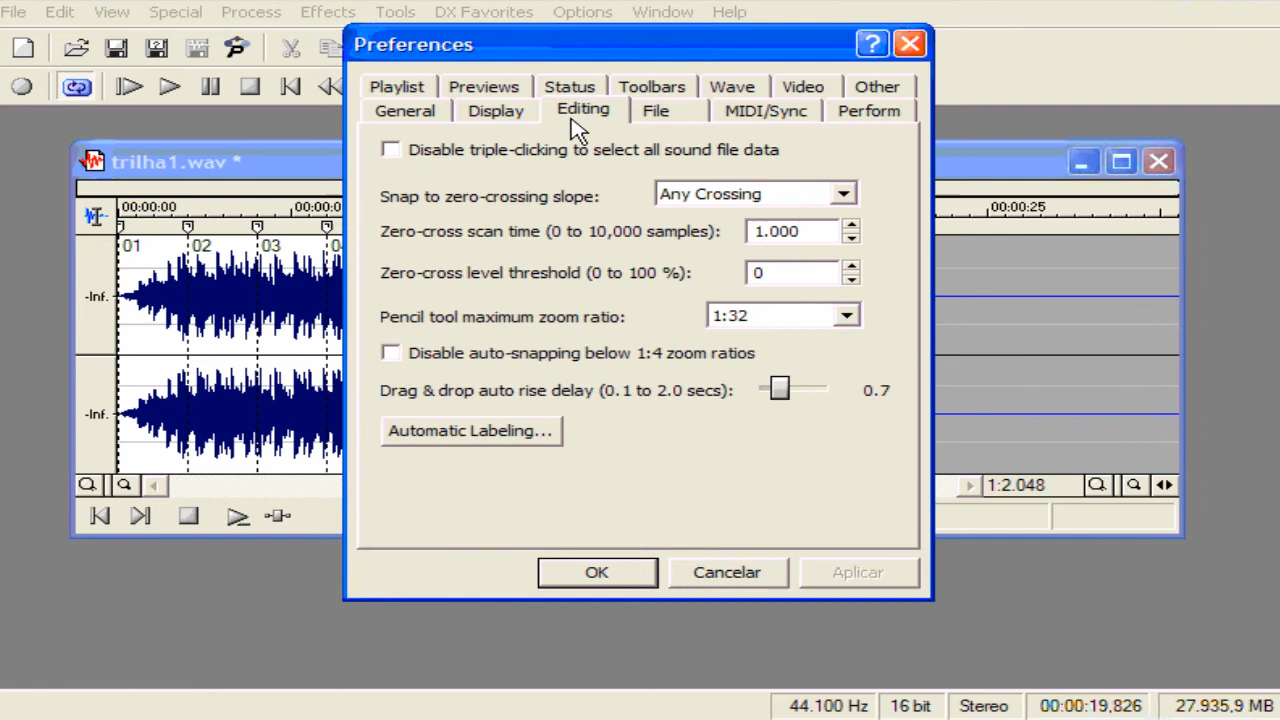 File Edit View Special Process Effects Tools DX Favorites Options Window Help
Preferences
Playlist Previews Status Toolbars Wave Video Other
General Display Editing File MIDI/Sync Perform
Disable triple-clicking to select all sound file data
Snap to zero-crossing slope: Any Crossing
Zero-cross scan time (0 to 10,000 samples): 1.000
Zero-cross level threshold (0 to 100 %): 0
Pencil tool maximum zoom ratio: 1:32
Disable auto-snapping below 1:4 zoom ratios
Drag & drop auto rise delay (0.1 to 2.0 secs): 0.7
Automatic Labeling...
OK Cancelar Aplicar
trilha1.wav *
00:00:00 00:00:25
01 02 03
-Inf.
-Inf.
1:2.048
44.100 Hz 16 bit Stereo 00:00:19,826 27.935,9 MB